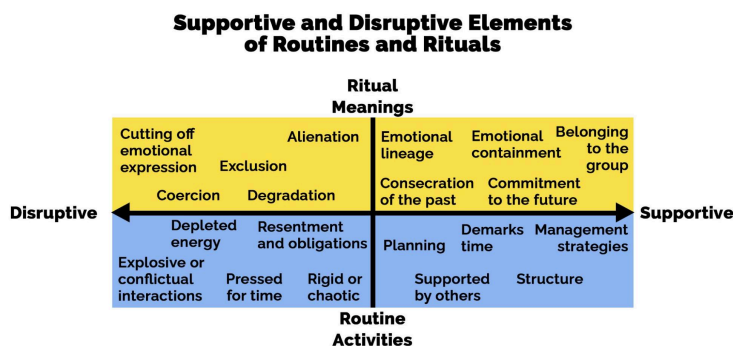 Supportive and Disruptive Elements
of Routines and Rituals
Ritual
Meanings
Cutting off
emotional
expression
Alienation
Exclusion
Coercion
Degradation
Emotional
lineage
Emotional
containment
Belonging
to the
group
Consecration
of the past
Commitment
to the future
Disruptive
Supportive
Depleted
energy
Resentment
and obligations
Explosive or
conflictual
interactions
Pressed
for time
Rigid or
chaotic
Planning
Demarks
time
Management
strategies
Supported
by others
Structure
Routine
Activities